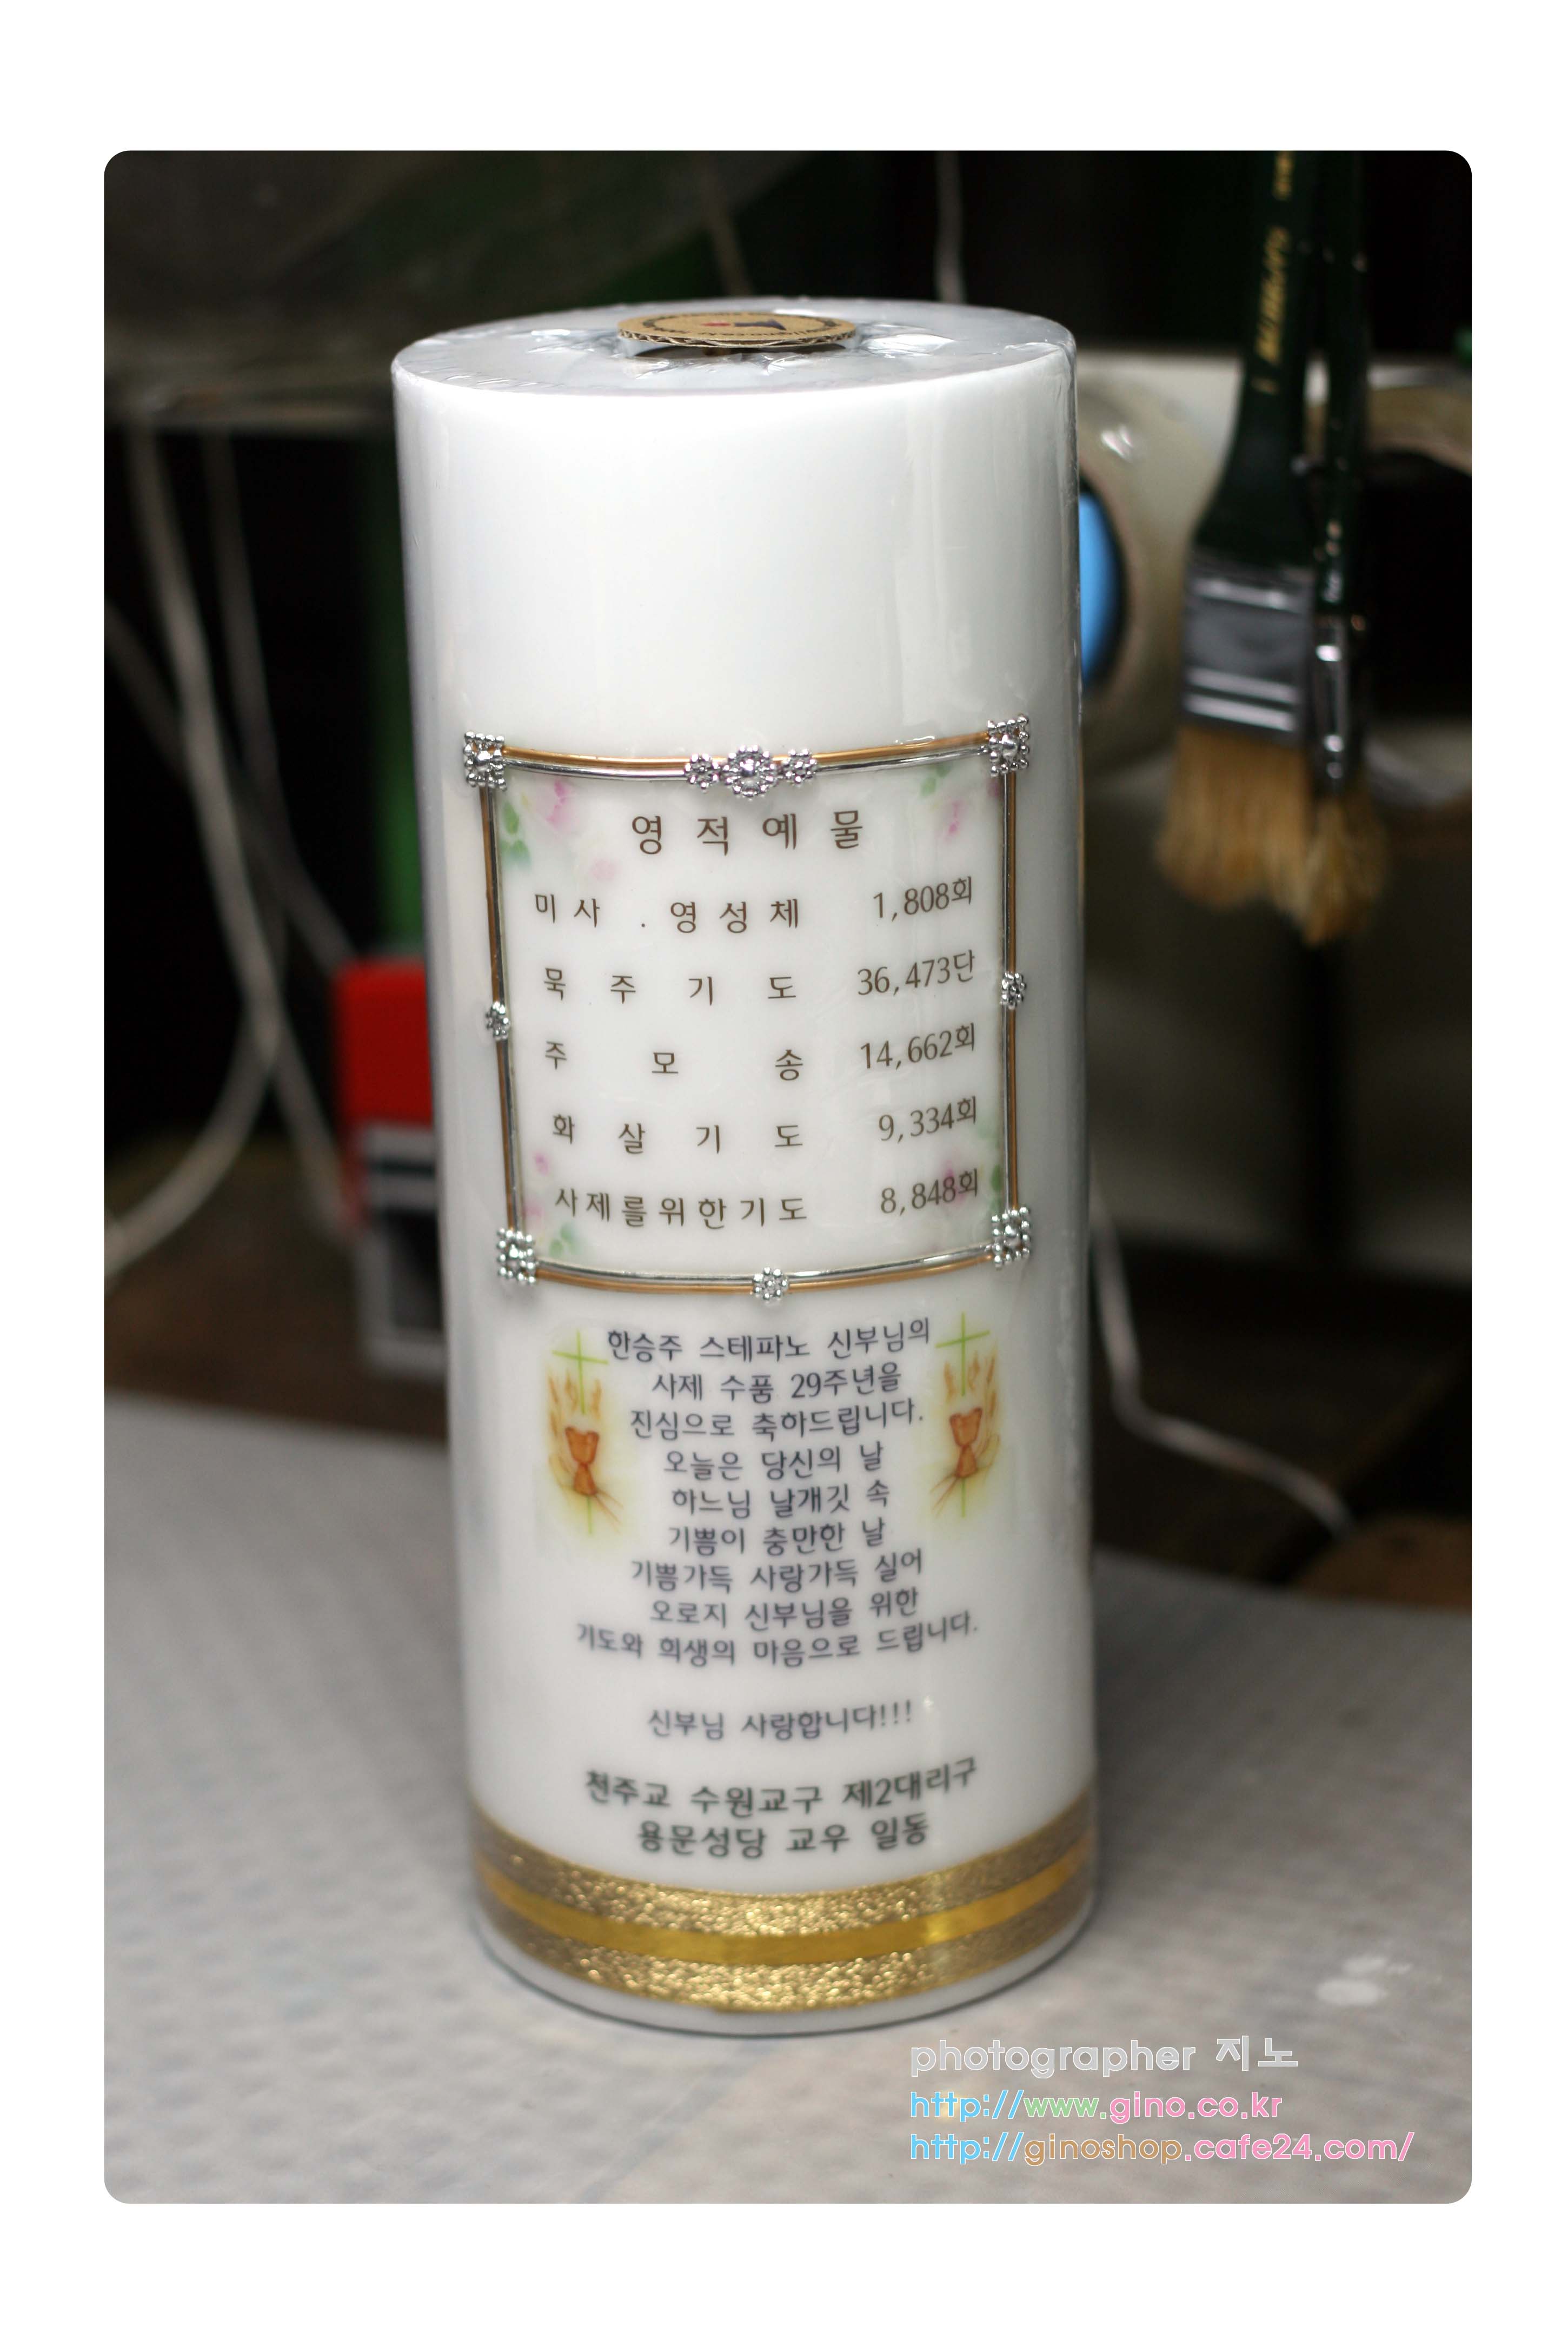 영적예물
미사 . 영성체 1,808회
묵주기도 36,473단
주모송 14,662회
화살기도 9,334회
사제를위한기도 8,848회
한승주 스테파노 신부님의
사제 수품 29주년을
진심으로 축하드립니다.
오늘은 당신의 날
하느님 날개깃 속
기쁨이 충만한 날
기쁨가득 사랑가득 실어
오로지 신부님을 위한
기도와 희생의 마음으로 드립니다.
신부님 사랑합니다!!!
천주교 수원교구 제2대리구
용문성당 교우 일동
photographer 지노
http://www.gino.co.kr
http://ginoshop.cafe24.com/